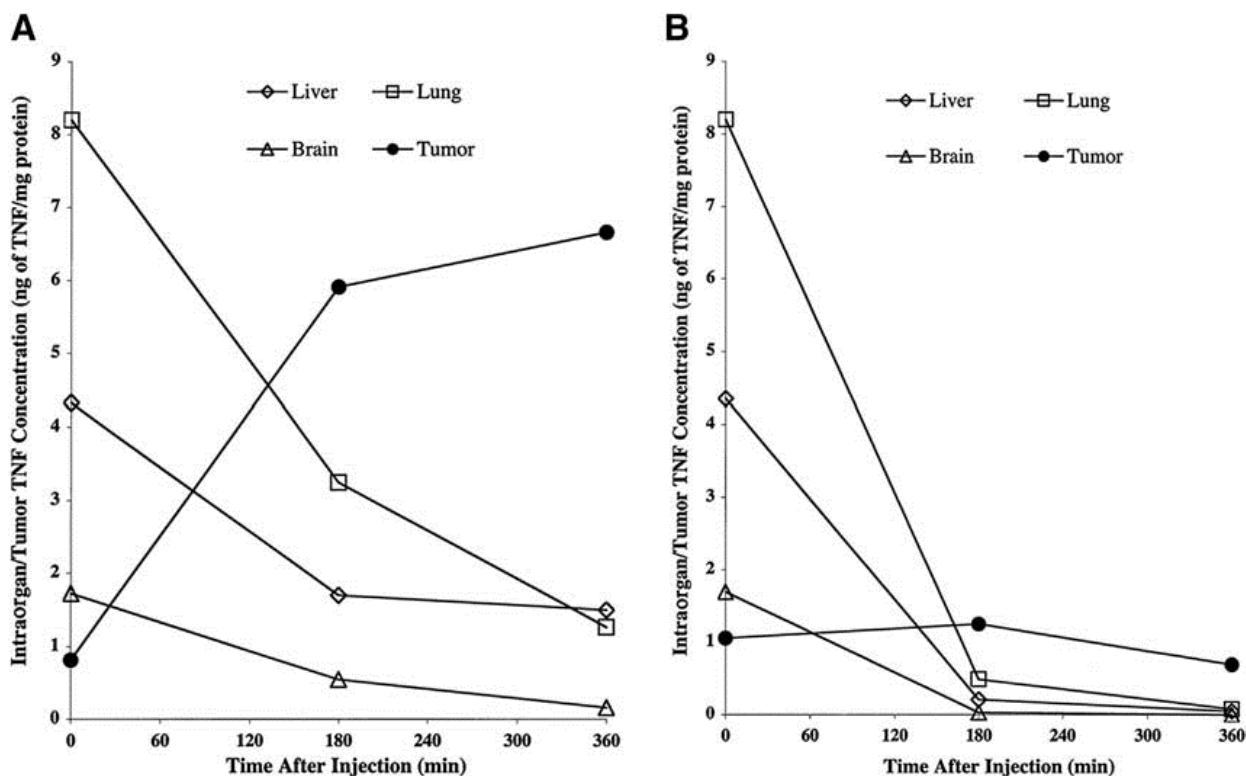 A
Intraorgan/Tumor TNF Concentration (ng of TNF/mg protein)
9
8
7
6
5
4
3
2
1
0
Liver
Lung
Brain
Tumor
0 60 120 180 240 300 360
Time After Injection (min)
B
Intraorgan/Tumor TNF Concentration (ng of TNF/mg protein)
9
8
7
6
5
4
3
2
1
0
Liver
Lung
Brain
Tumor
0 60 120 180 240 300 360
Time After Injection (min)